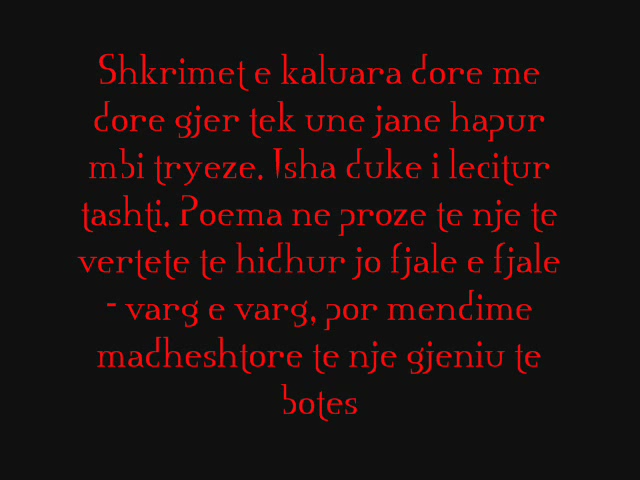 Shkrimet e kaluara dore me
dore gjer tek une jane hapur
mbi tryeze. Isha duke i lecitur
tashti. Poema ne proze te nje te
vertete te hidhur jo fjale e fjale
- varg e varg, por mendime
madheshtore te nje gjeniu te
botes